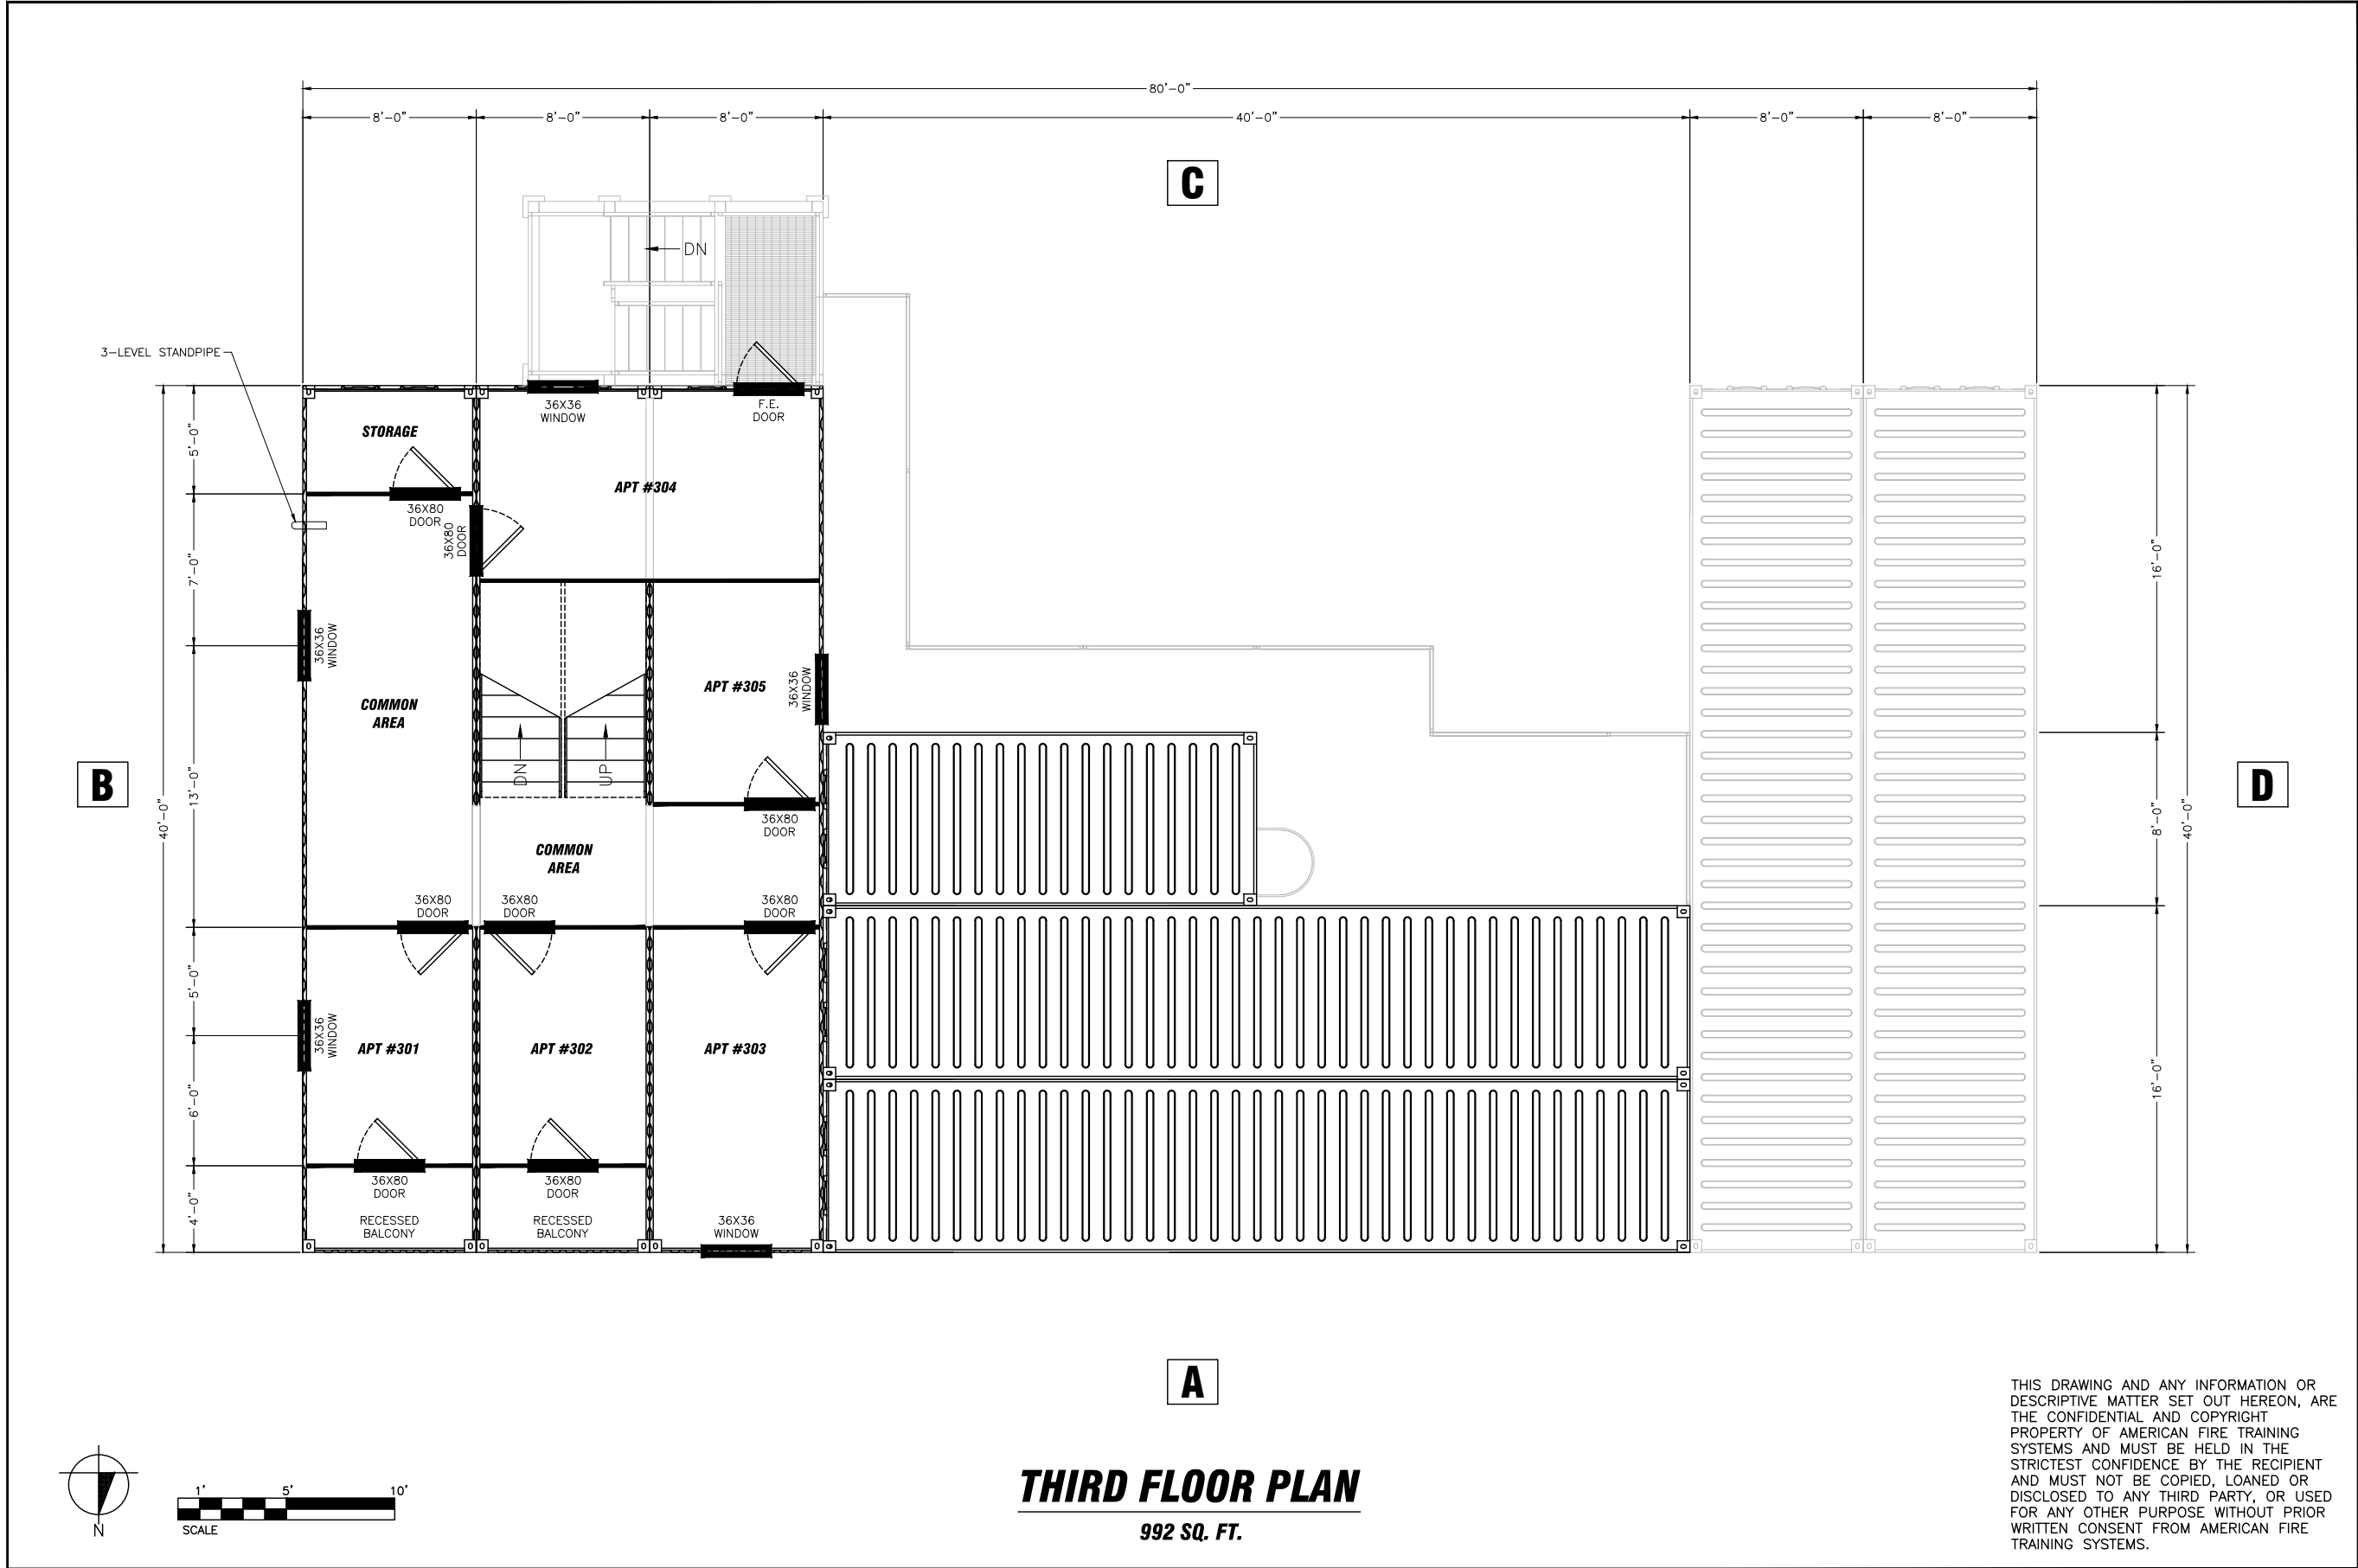 80'-0"
8'-0"
8'-0"
8'-0"
40'-0"
8'-0"
8'-0"
C
DN
3-LEVEL STANDPIPE
36X36
WINDOW
F.E.
DOOR
STORAGE
5'-0"
APT #304
36X80
DOOR
36X80
DOOR
7'-0"
16'-0"
36X36
WINDOW
APT #305
36X36
WINDOW
COMMON
AREA
DN
UP
B
13'-0"
40'-0"
36X80
DOOR
8'-0"
40'-0"
D
COMMON
AREA
36X80
DOOR
36X80
DOOR
36X80
DOOR
5'-0"
36X36
WINDOW
APT #301
APT #302
APT #303
6'-0"
16'-0"
36X80
DOOR
36X80
DOOR
4'-0"
RECESSED
BALCONY
RECESSED
BALCONY
36X36
WINDOW
A
N
1'
5'
10'
SCALE
THIRD FLOOR PLAN
992 SQ. FT.
THIS DRAWING AND ANY INFORMATION OR
DESCRIPTIVE MATTER SET OUT HEREON, ARE
THE CONFIDENTIAL AND COPYRIGHT
PROPERTY OF AMERICAN FIRE TRAINING
SYSTEMS AND MUST BE HELD IN THE
STRICTEST CONFIDENCE BY THE RECIPIENT
AND MUST NOT BE COPIED, LOANED OR
DISCLOSED TO ANY THIRD PARTY, OR USED
FOR ANY OTHER PURPOSE WITHOUT PRIOR
WRITTEN CONSENT FROM AMERICAN FIRE
TRAINING SYSTEMS.